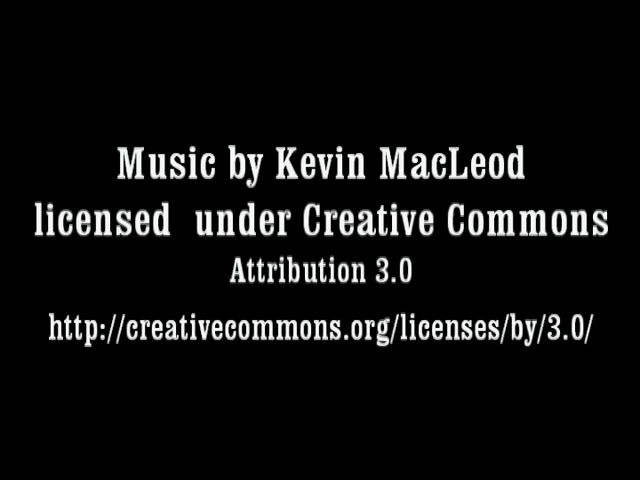 Music by Kevin MacLeod
licensed under Creative Commons
Attribution 3.0
http://creativecommons.org/licenses/by/3.0/